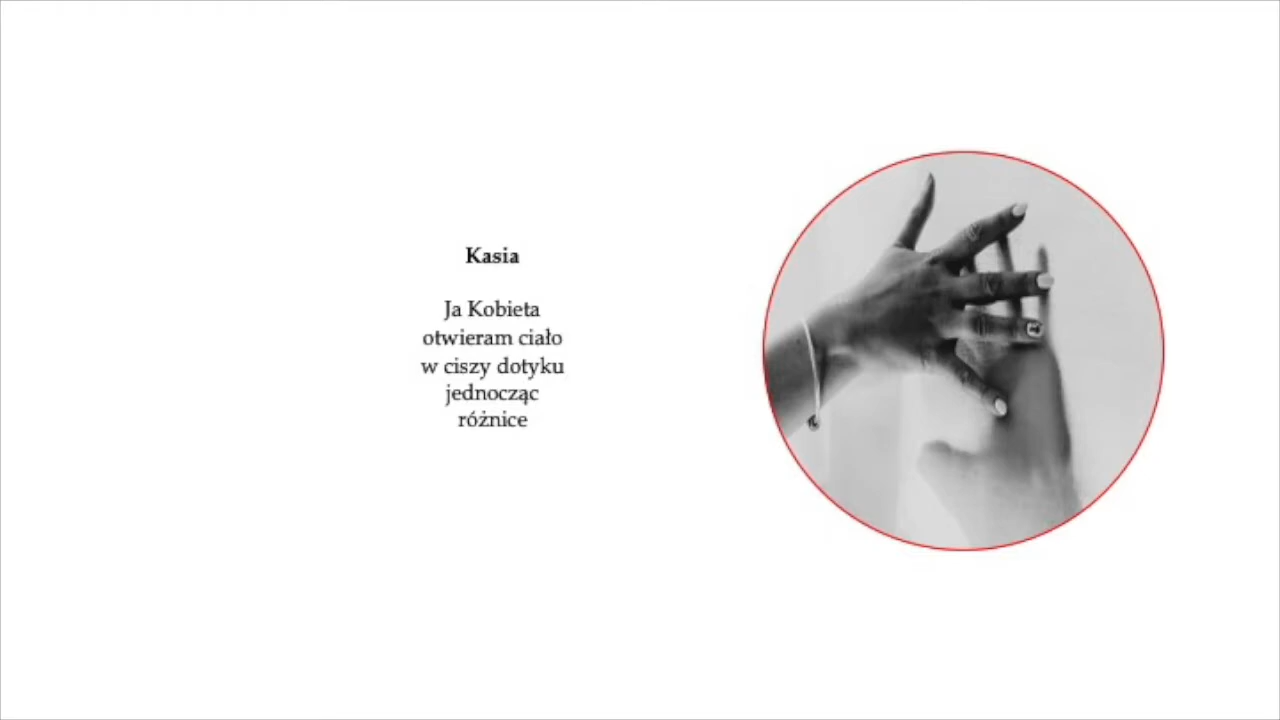 Kasia
Ja Kobieta
otwieram ciało
w ciszy dotyku
jednocząc
różnice